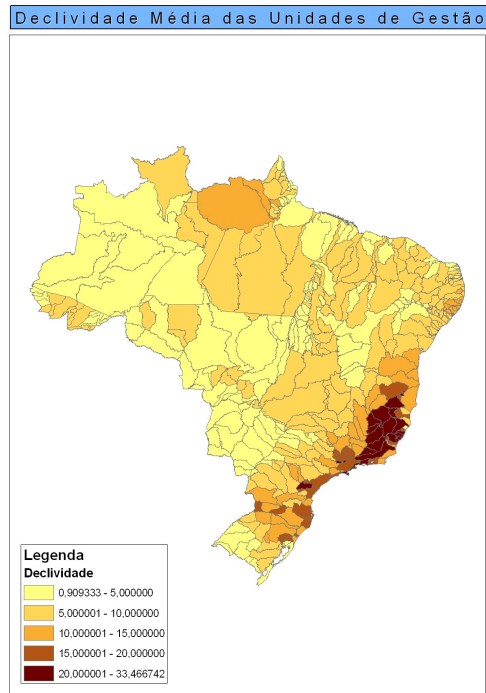 Declividade Média das Unidades de Gestão
Legenda
Declividade
0,909333 - 5,000000
5,000001 - 10,000000
10,000001 - 15,000000
15,000001 - 20,000000
20,000001 - 33,466742